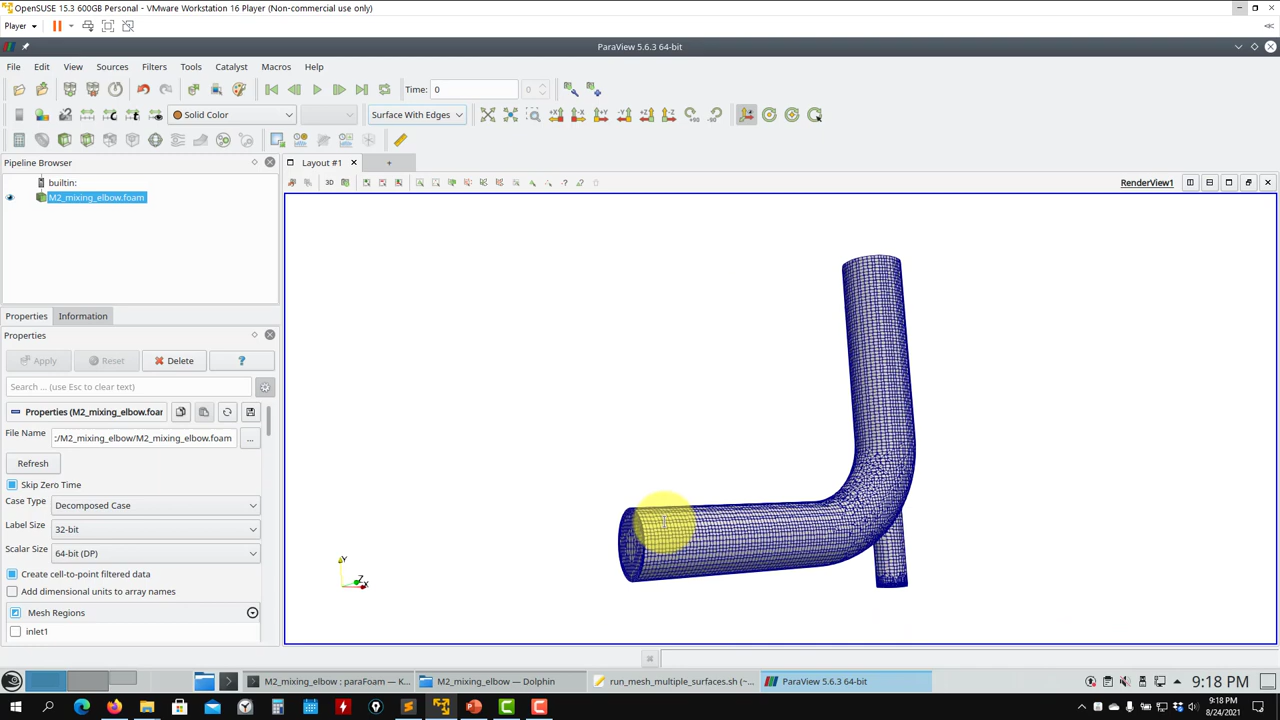 OpenSUSE 15.3 600GB Personal - VMware Workstation 16 Player (Non-commercial use only)
Player
ParaView 5.6.3 64-bit
File Edit View Sources Filters Tools Catalyst Macros Help
Time: 0 0
Solid Color Surface With Edges +X -X +Y -Y +Z -Z
Pipeline Browser
Layout #1
+
builtin:
3D
RenderView1
M2_mixing_elbow.foam
Properties Information
Properties
Apply Reset Delete ?
Search ... (use Esc to clear text)
Properties (M2_mixing_elbow.foar
File Name :/M2_mixing_elbow/M2_mixing_elbow.foam ...
Refresh
Skip Zero Time
Case Type Decomposed Case
Label Size 32-bit
Scalar Size 64-bit (DP)
Create cell-to-point filtered data
Add dimensional units to array names
Mesh Regions
inlet1
Y
Z
X
M2_mixing_elbow : paraFoam — K... M2_mixing_elbow — Dolphin run_mesh_multiple_surfaces.sh (~... ParaView 5.6.3 64-bit 9:18 PM
9:18 PM
8/24/2021